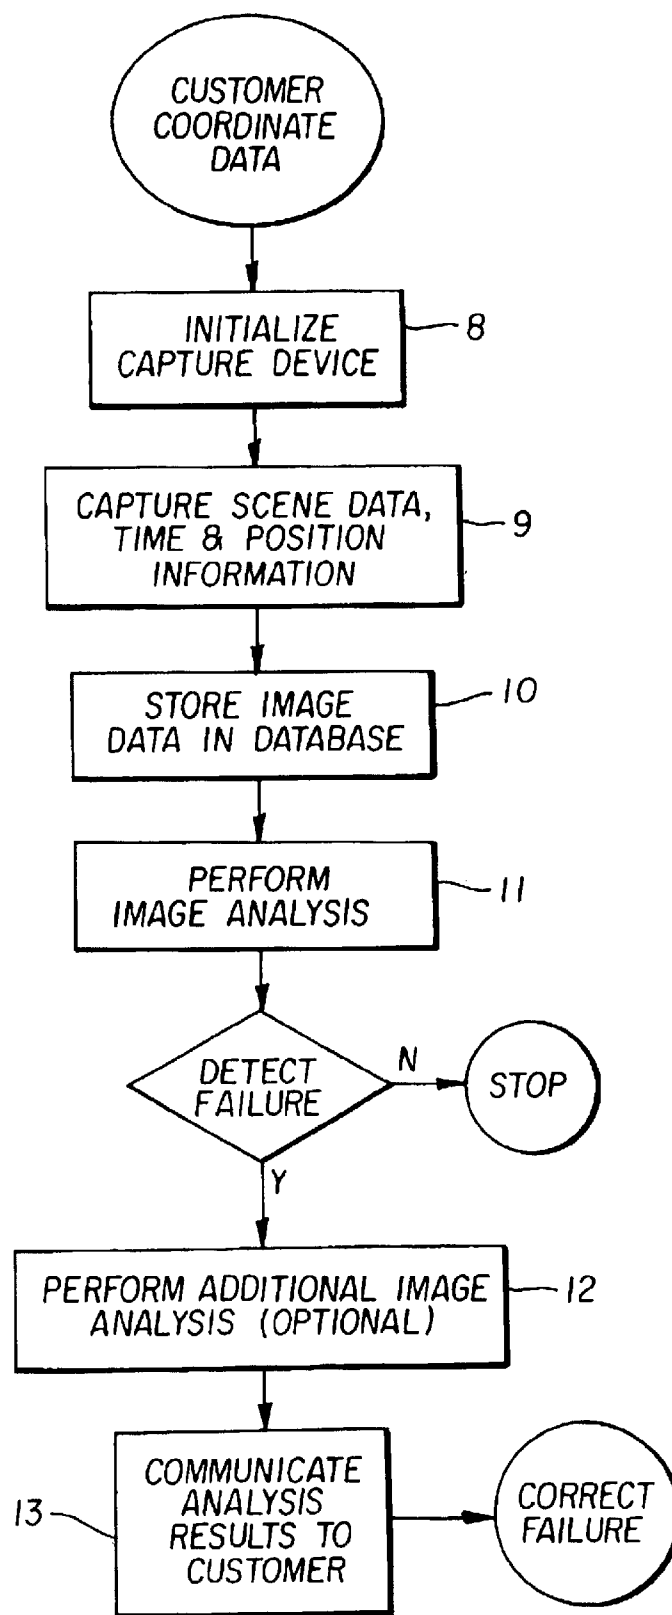 CUSTOMER
COORDINATE
DATA
INITIALIZE
CAPTURE DEVICE
8
CAPTURE SCENE DATA,
TIME & POSITION
INFORMATION
9
STORE IMAGE
DATA IN DATABASE
10
PERFORM
IMAGE ANALYSIS
11
DETECT
FAILURE
N
STOP
Y
PERFORM ADDITIONAL IMAGE
ANALYSIS (OPTIONAL)
12
COMMUNICATE
ANALYSIS
RESULTS TO
CUSTOMER
13
CORRECT
FAILURE